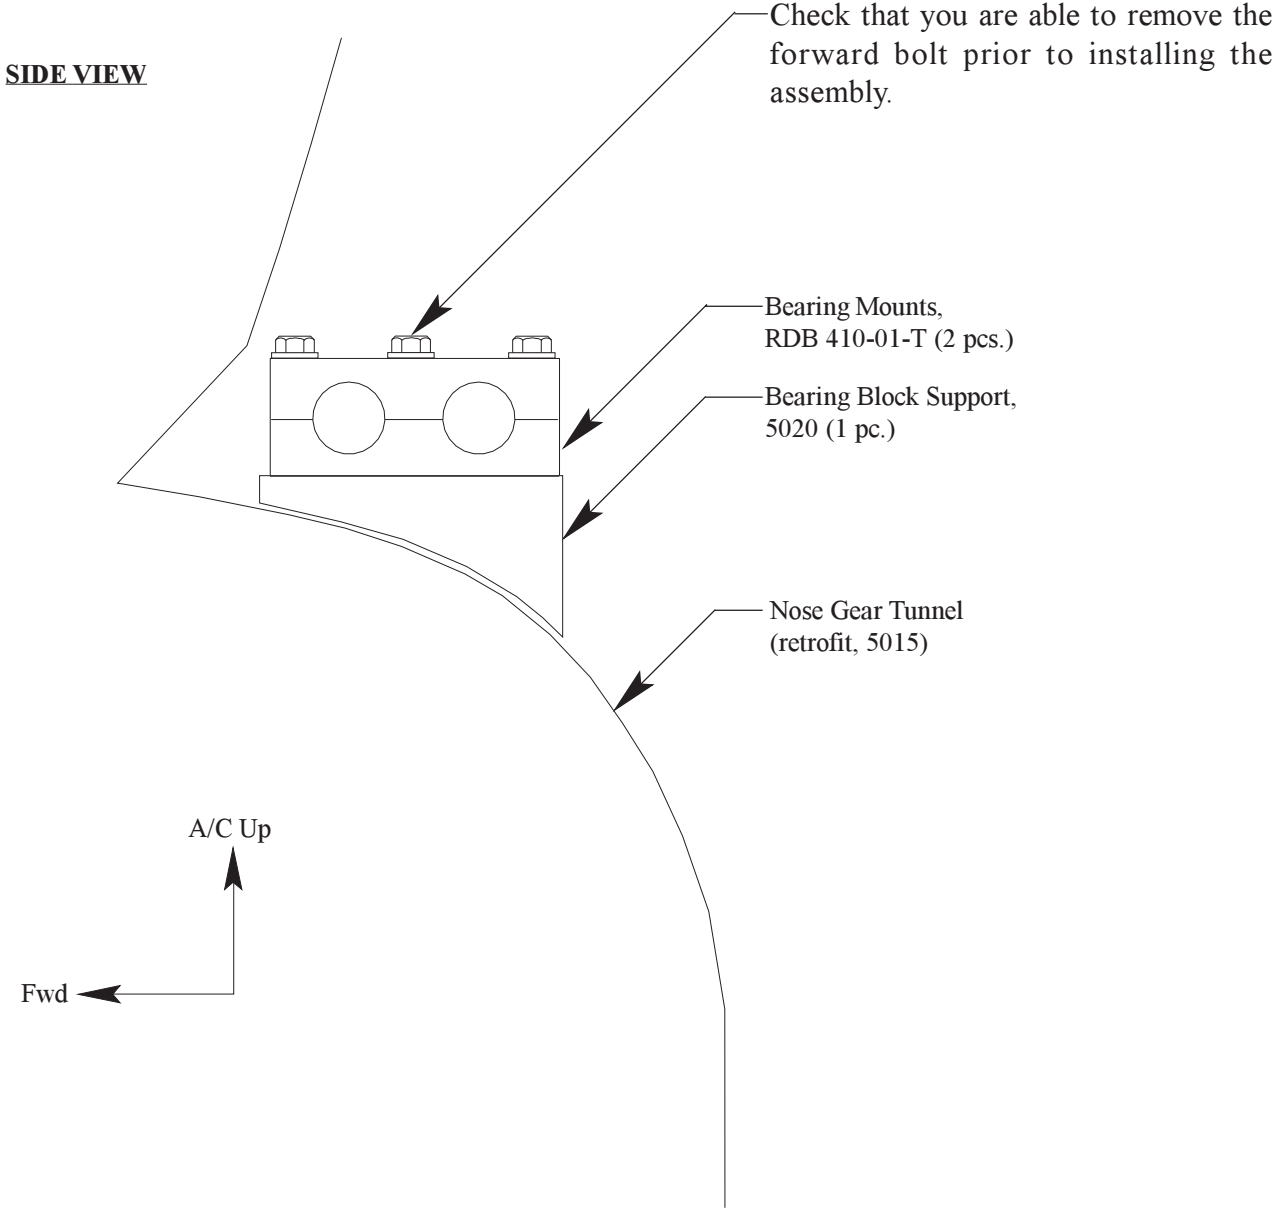 SIDE VIEW
Check that you are able to remove the
forward bolt prior to installing the
assembly.
Bearing Mounts,
RDB 410-01-T (2 pcs.)
Bearing Block Support,
5020 (1 pc.)
Nose Gear Tunnel
(retrofit, 5015)
A/C Up
Fwd